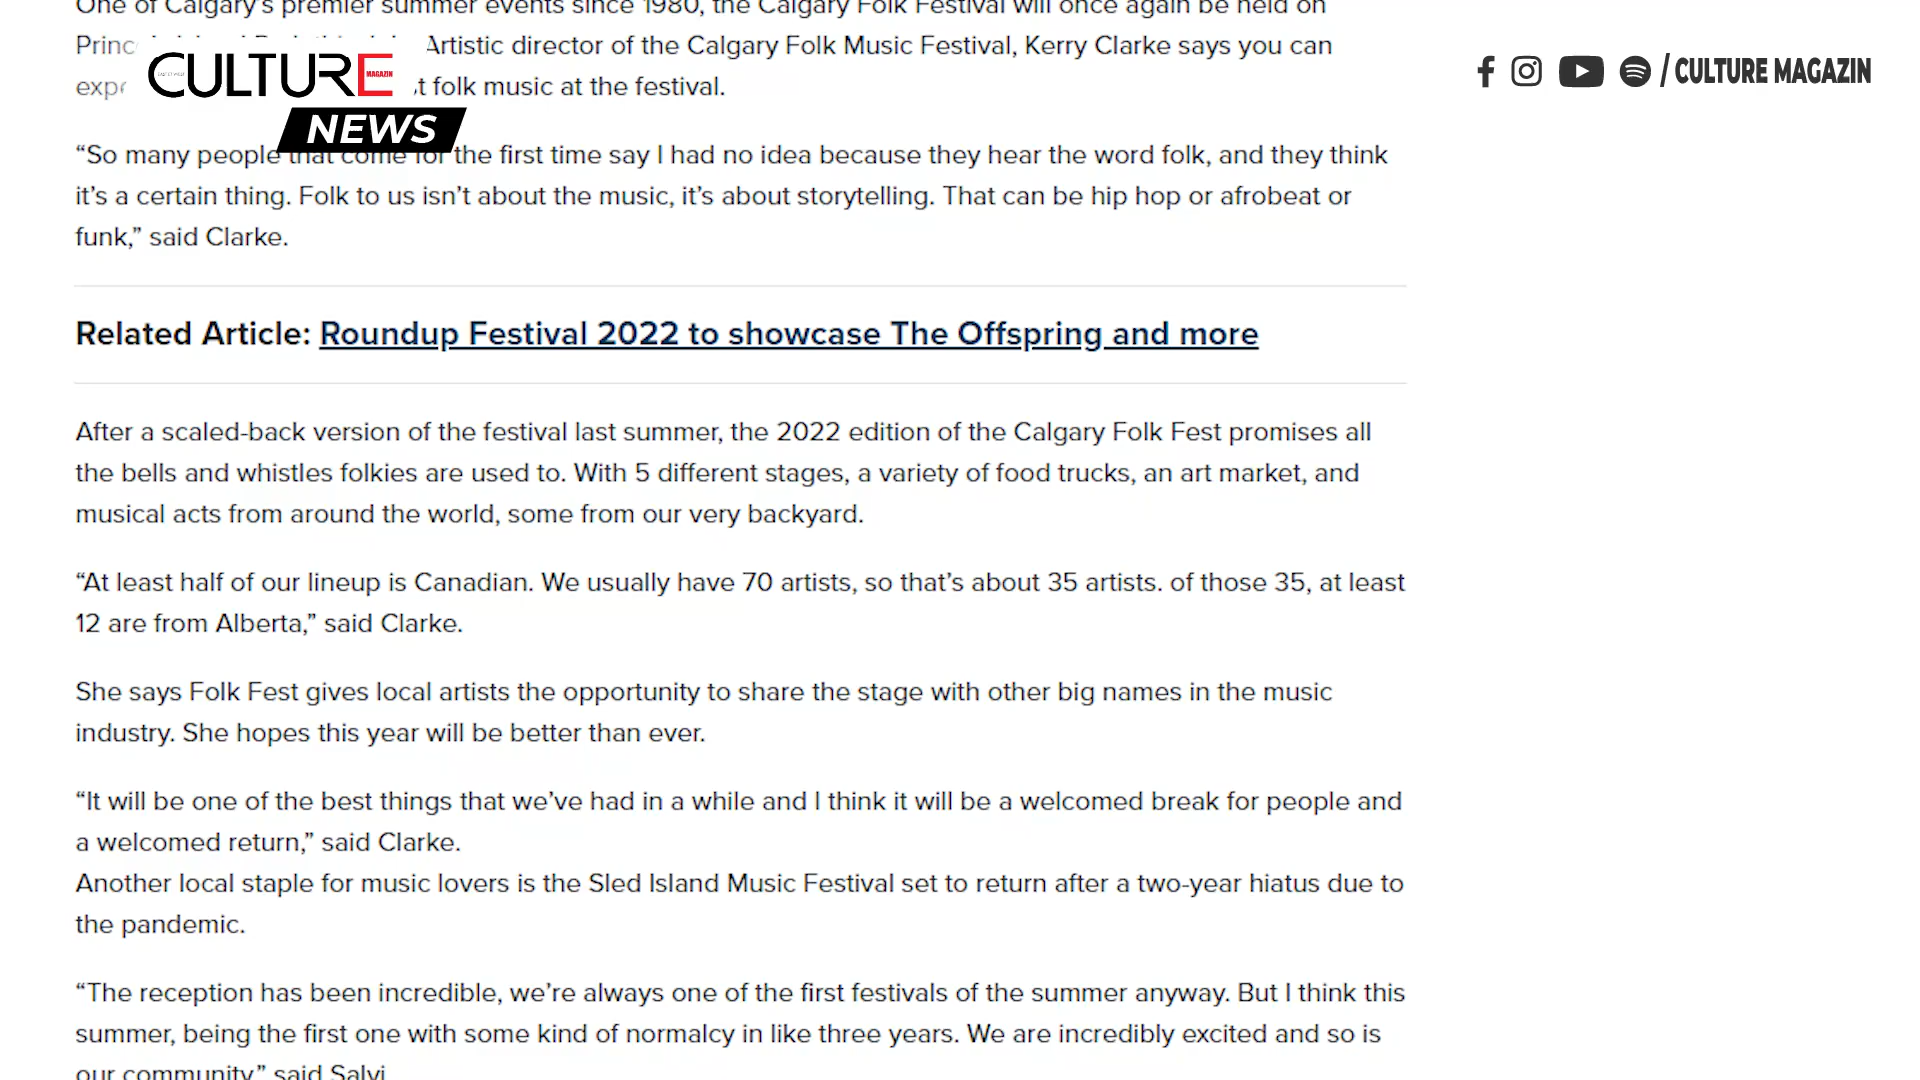 One of Calgary's premier summer events since 1980, the Calgary Folk Festival will once again be held on
Artistic director of the Calgary Folk Music Festival, Kerry Clarke says you can
folk music at the festival.
CULTURE
MAGAZIN
NEWS
/ CULTURE MAGAZIN
“So many people that come for the first time say I had no idea because they hear the word folk, and they think
it’s a certain thing. Folk to us isn’t about the music, it’s about storytelling. That can be hip hop or afrobeat or
funk,” said Clarke.
Related Article: Roundup Festival 2022 to showcase The Offspring and more
After a scaled-back version of the festival last summer, the 2022 edition of the Calgary Folk Fest promises all
the bells and whistles folkies are used to. With 5 different stages, a variety of food trucks, an art market, and
musical acts from around the world, some from our very backyard.
“At least half of our lineup is Canadian. We usually have 70 artists, so that’s about 35 artists. of those 35, at least
12 are from Alberta,” said Clarke.
She says Folk Fest gives local artists the opportunity to share the stage with other big names in the music
industry. She hopes this year will be better than ever.
“It will be one of the best things that we’ve had in a while and I think it will be a welcomed break for people and
a welcomed return,” said Clarke.
Another local staple for music lovers is the Sled Island Music Festival set to return after a two-year hiatus due to
the pandemic.
“The reception has been incredible, we’re always one of the first festivals of the summer anyway. But I think this
summer, being the first one with some kind of normalcy in like three years. We are incredibly excited and so is
our community,” said Salvi